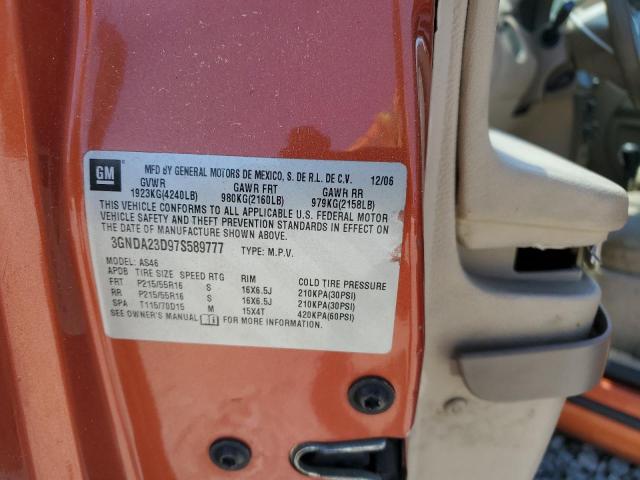 GM
MFD BY GENERAL MOTORS DE MEXICO, S. DE R.L. DE C.V. 12/06
GVWR GAWR FRT GAWR RR
1923KG(4240LB) 980KG(2160LB) 979KG(2158LB)
THIS VEHICLE CONFORMS TO ALL APPLICABLE U.S. FEDERAL MOTOR
VEHICLE SAFETY AND THEFT PREVENTION STANDARDS IN EFFECT ON
THE DATE OF MANUFACTURE SHOWN ABOVE.
3GNDA23D97S589777 TYPE: M.P.V.
MODEL: AS46
APDB TIRE SIZE SPEED RTG RIM COLD TIRE PRESSURE
FRT P215/55R16 S 16X6.5J 210KPA(30PSI)
RR P215/55R16 S 16X6.5J 210KPA(30PSI)
SPA T115/70D15 M 15X4T 420KPA(60PSI)
SEE OWNER'S MANUAL FOR MORE INFORMATION.